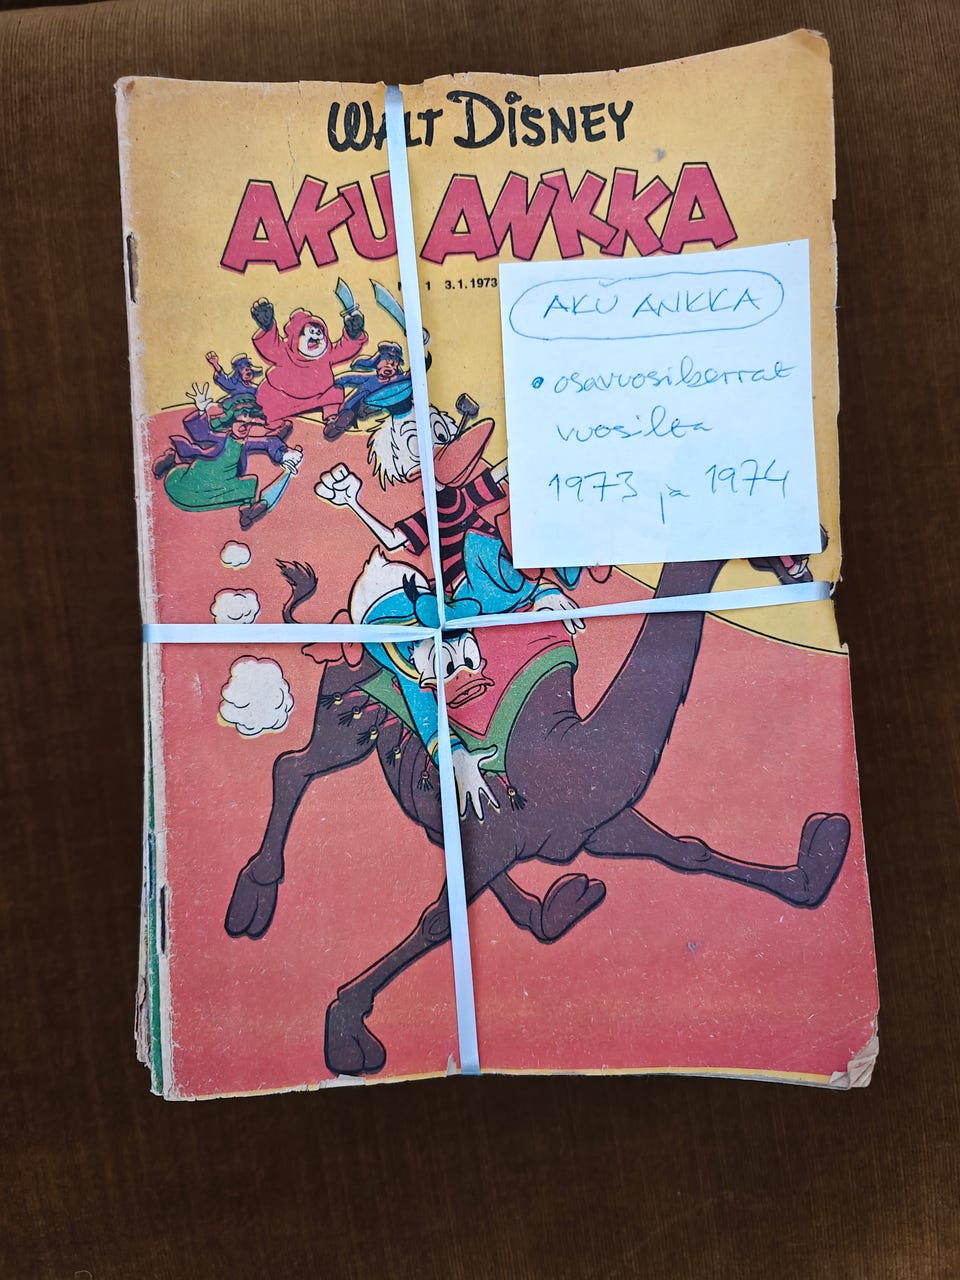 WALT DISNEY
AKU ANKKA
1 3.1.1973
AKU ANKKA
• osavuosikerrat
vuosilta
1973 ja 1974